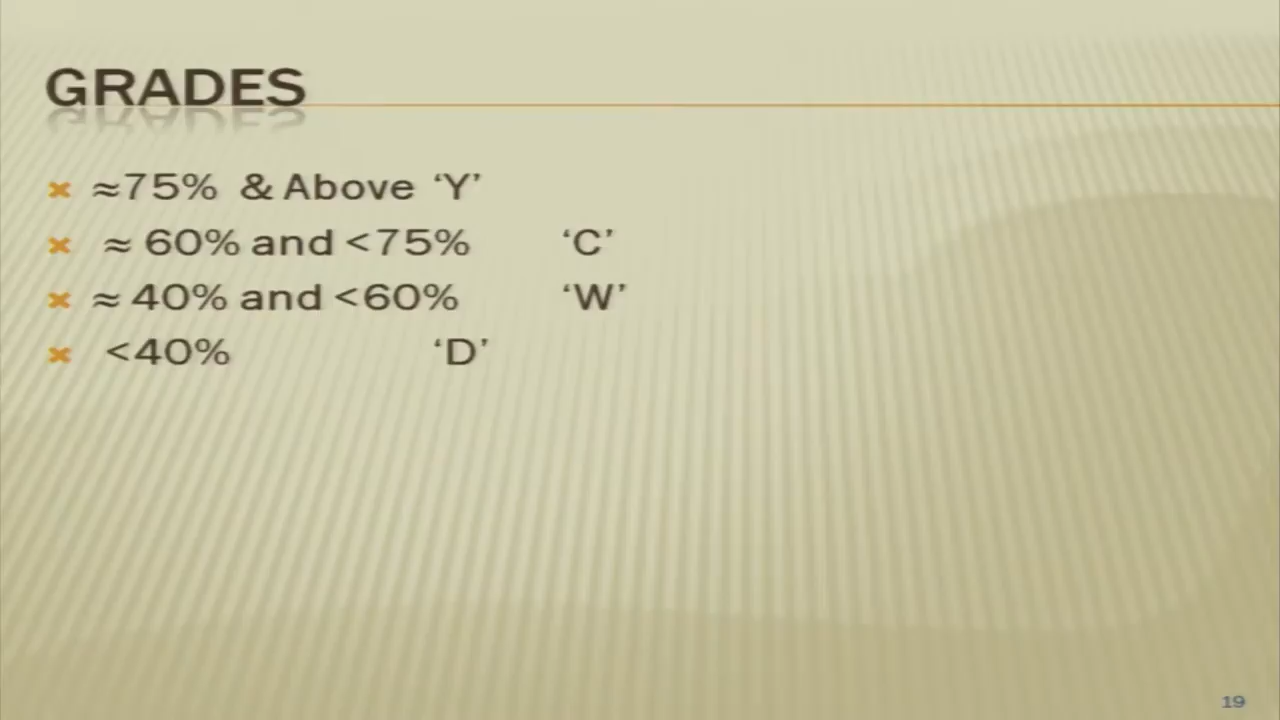 GRADES
≈75% & Above ‘Y’
≈ 60% and <75% ‘C’
≈ 40% and <60% ‘W’
<40% ‘D’
19